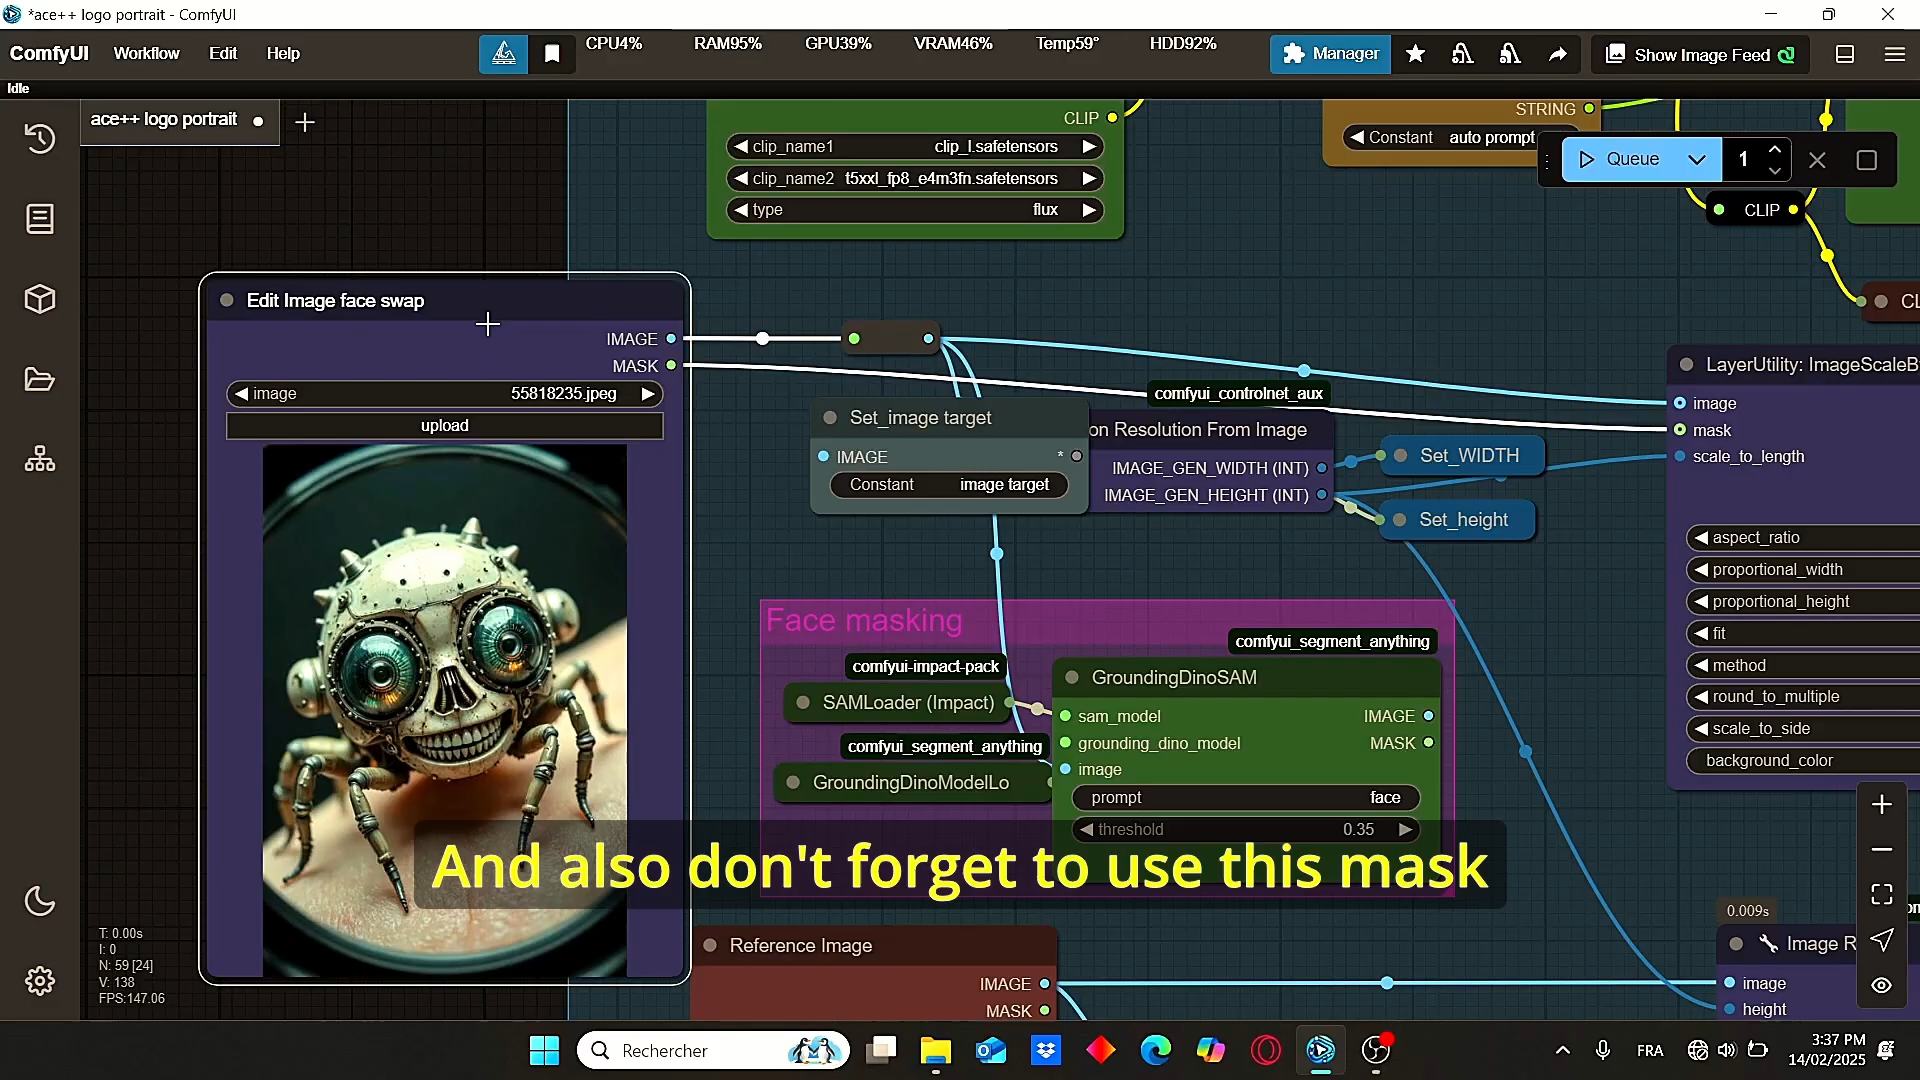 *ace++ logo portrait - ComfyUI
ComfyUI
Workflow
Edit
Help
CPU4%
RAM95%
GPU39%
VRAM46%
Temp59°
HDD92%
Manager
Show Image Feed
Idle
ace++ logo portrait
CLIP
clip_name1 clip_l.safetensors
clip_name2 t5xxl_fp8_e4m3fn.safetensors
type flux
STRING
Constant auto prompt
Queue
1
CLIP
Edit Image face swap
IMAGE
MASK
image 55818235.jpeg
upload
comfyui_controlnet_aux
Set_image target
IMAGE *
Constant image target
on Resolution From Image
IMAGE_GEN_WIDTH (INT)
IMAGE_GEN_HEIGHT (INT)
Set_WIDTH
Set_height
LayerUtility: ImageScaleB
image
mask
scale_to_length
aspect_ratio
proportional_width
proportional_height
fit
method
round_to_multiple
scale_to_side
background_color
Face masking
comfyui_segment_anything
comfyui-impact-pack
SAMLoader (Impact)
comfyui_segment_anything
GroundingDinoModelLo
GroundingDinoSAM
sam_model IMAGE
grounding_dino_model MASK
image
prompt face
threshold 0.35
And also don't forget to use this mask
T: 0.00s
I: 0
N: 59 [24]
V: 138
FPS:147.06
Reference Image
IMAGE
MASK
0.009s
Image R
image
height
Rechercher
FRA
3:37 PM
14/02/2025